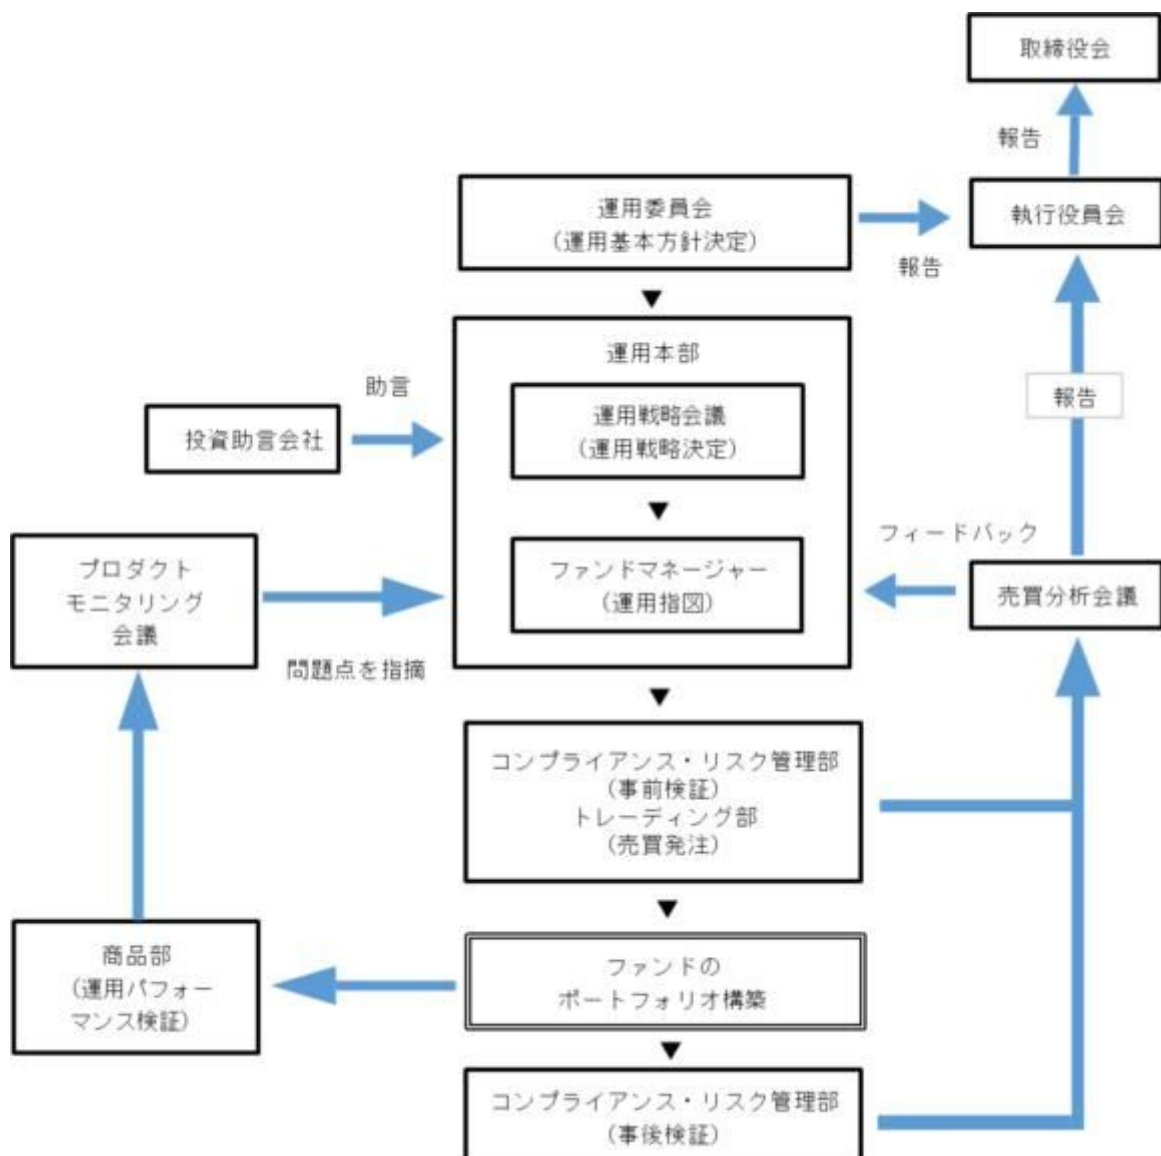 取締役会
報告
運用委員会
(運用基本方針決定)
執行役員会
報告
運用本部
助言
運用戦略会議
(運用戦略決定)
投資助言会社
報告
フィードバック
プロダクト
モニタリング
会議
ファンドマネージャー
(運用指図)
売買分析会議
問題点を指摘
コンプライアンス・リスク管理部
(事前検証)
トレーディング部
(売買発注)
商品部
(運用パフォー
マンス検証)
ファンドの
ポートフォリオ構築
コンプライアンス・リスク管理部
(事後検証)